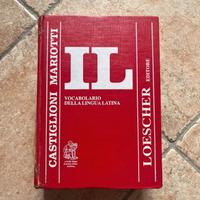 CASTIGLIONI MARIOTTI
IL
VOCABOLARIO
DELLA LINGUA LATINA
LOESCHER
EDITORE